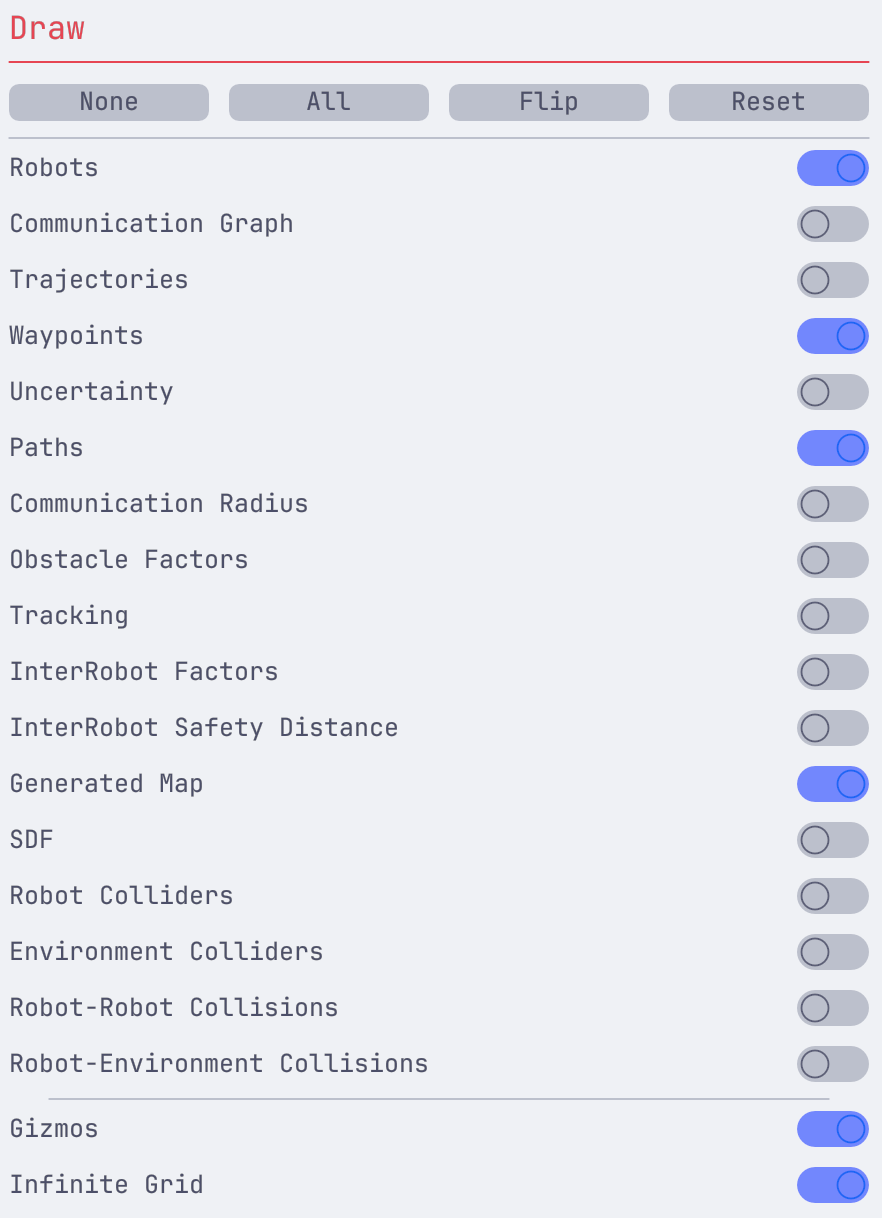 Draw
None All Flip Reset
Robots
Communication Graph
Trajectories
Waypoints
Uncertainty
Paths
Communication Radius
Obstacle Factors
Tracking
InterRobot Factors
InterRobot Safety Distance
Generated Map
SDF
Robot Colliders
Environment Colliders
Robot-Robot Collisions
Robot-Environment Collisions
Gizmos
Infinite Grid